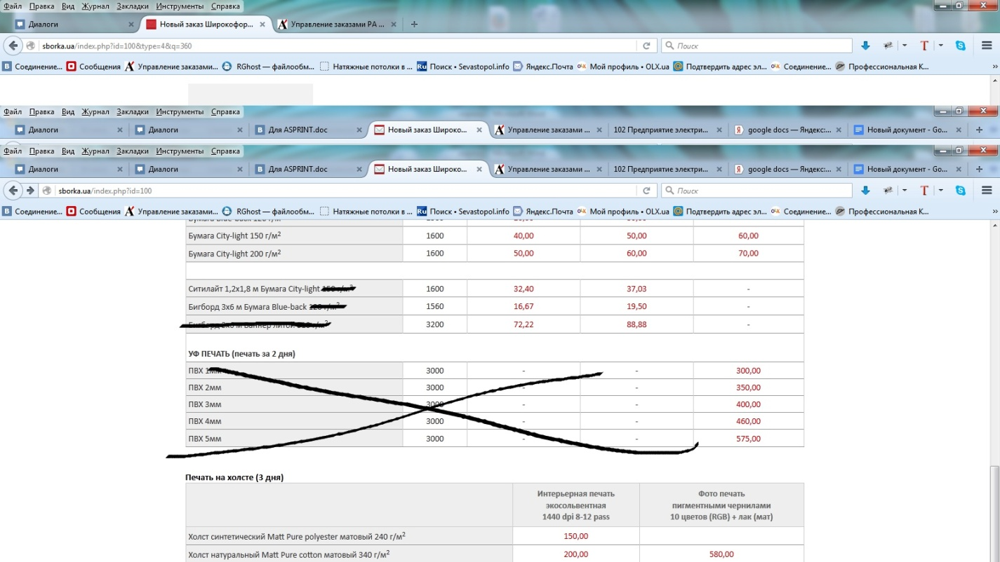 Файл Правка Вид Журнал Закладки Инструменты Справка
Диалоги Новый заказ Широкофор... Управление заказами РА ...
sborka.ua/index.php?id=100&type=4&q=360 Поиск
Соединение... Сообщения Управление заказами... RGhost — файлообм... Натяжные потолки в ... Поиск • Sevastopol.info Яндекс.Почта Мой профиль • OLX.ua Подтвердить адрес эл... Соединение... Профессиональная К... »
Файл Правка Вид Журнал Закладки Инструменты Справка
Диалоги Диалоги Для ASPRINT.doc Новый заказ Широко... Управление заказами ... 102 Предприятие электри... google docs — Яндекс:... Новый документ - Go...
Файл Правка Вид Журнал Закладки Инструменты Справка
Диалоги Диалоги Для ASPRINT.doc Новый заказ Широко... Управление заказами ... 102 Предприятие электри... google docs — Яндекс:... Новый документ - Go...
sborka.ua/index.php?id=100 Поиск
Соединение... Сообщения Управление заказами... RGhost — файлообм... Натяжные потолки в ... Поиск • Sevastopol.info Яндекс.Почта Мой профиль • OLX.ua Подтвердить адрес эл... Соединение... Профессиональная К... »
Бумага City-light 150 г/м² 1600 40,00 50,00 60,00
Бумага City-light 200 г/м² 1600 50,00 60,00 70,00
Ситилайт 1,2х1,8 м Бумага City-light 1600 32,40 37,03 -
Бигборд 3х6 м Бумага Blue-back 1560 16,67 19,50 -
3200 72,22 88,88 -
УФ ПЕЧАТЬ (печать за 2 дня)
ПВХ 1мм 3000 - - 300,00
ПВХ 2мм 3000 - - 350,00
ПВХ 3мм 3000 - - 400,00
ПВХ 4мм 3000 - - 460,00
ПВХ 5мм 3000 - - 575,00
Печать на холсте (3 дня)
Интерьерная печать Фото печать
экосольвентная пигментными чернилами
1440 dpi 8-12 pass 10 цветов (RGB) + лак (мат)
Холст синтетический Matt Pure polyester матовый 240 г/м² 150,00
Холст натуральный Matt Pure cotton матовый 340 г/м² 200,00 580,00